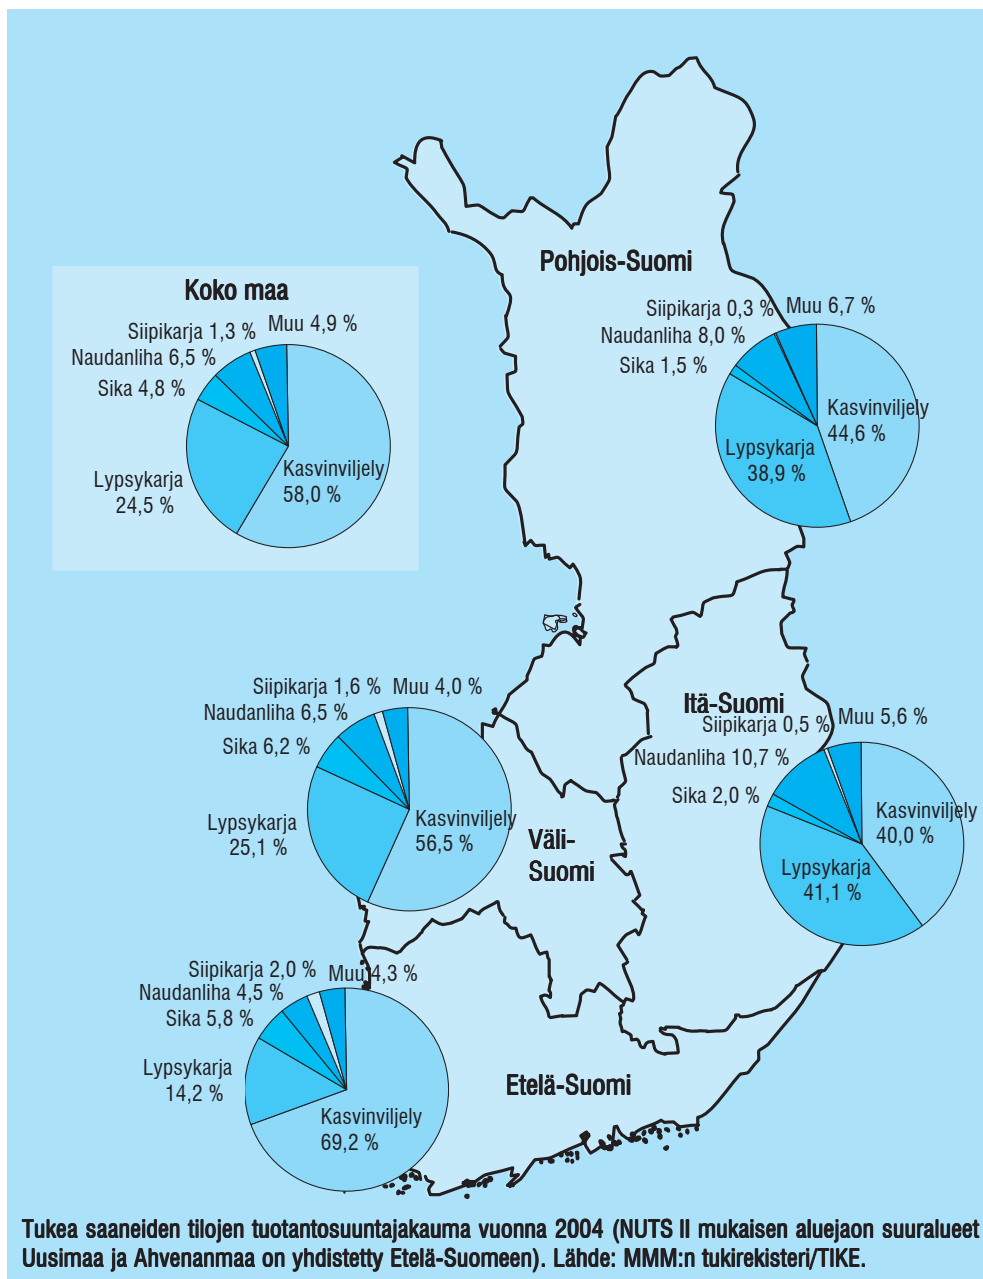 Pohjois-Suomi
Koko maa
Siipikarja 1,3 %
Muu 4,9 %
Naudanliha 6,5 %
Sika 4,8 %
Lypsykarja
24,5 %
Kasvinviljely
58,0 %
Siipikarja 0,3 %
Muu 6,7 %
Naudanliha 8,0 %
Sika 1,5 %
Kasvinviljely
44,6 %
Lypsykarja
38,9 %
Siipikarja 1,6 %
Muu 4,0 %
Naudanliha 6,5 %
Sika 6,2 %
Lypsykarja
25,1 %
Kasvinviljely
56,5 %
Väli-
Suomi
Itä-Suomi
Siipikarja 0,5 %
Muu 5,6 %
Naudanliha 10,7 %
Sika 2,0 %
Kasvinviljely
40,0 %
Lypsykarja
41,1 %
Siipikarja 2,0 %
Muu 4,3 %
Naudanliha 4,5 %
Sika 5,8 %
Lypsykarja
14,2 %
Kasvinviljely
69,2 %
Etelä-Suomi
Tukea saaneiden tilojen tuotantosuuntajakauma vuonna 2004 (NUTS II mukaisen aluejaon suuralueet
Uusimaa ja Ahvenanmaa on yhdistetty Etelä-Suomeen). Lähde: MMM:n tukirekisteri/TIKE.